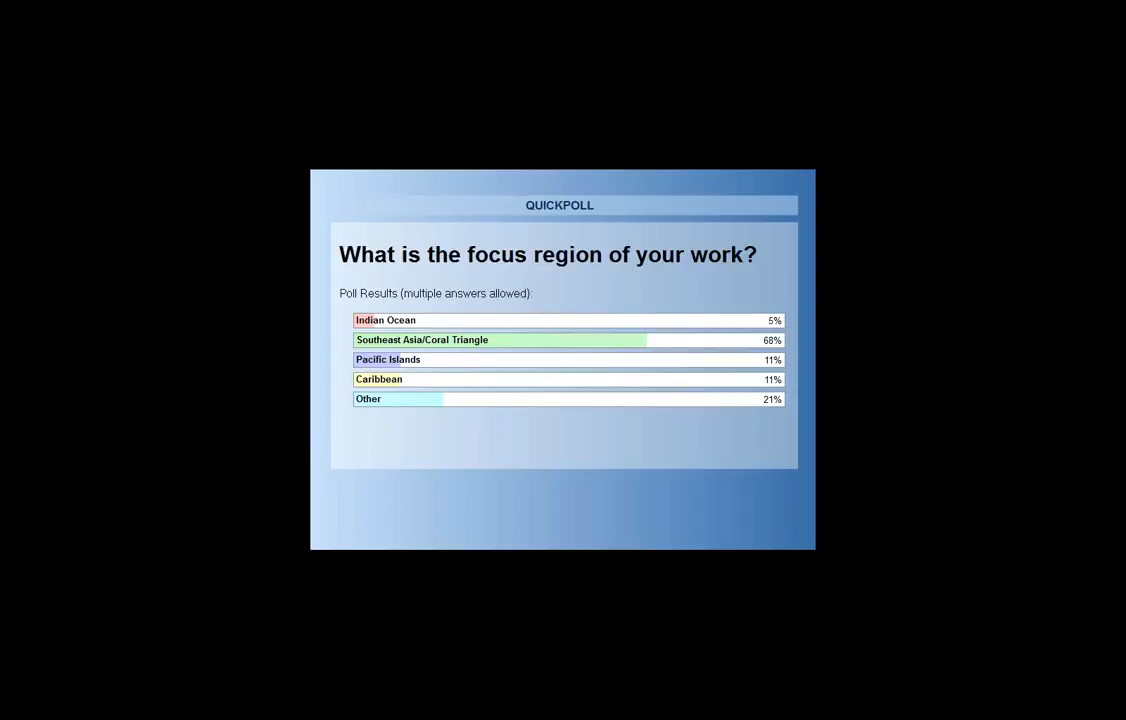 QUICKPOLL
What is the focus region of your work?
Poll Results (multiple answers allowed):
Indian Ocean 5%
Southeast Asia/Coral Triangle 68%
Pacific Islands 11%
Caribbean 11%
Other 21%